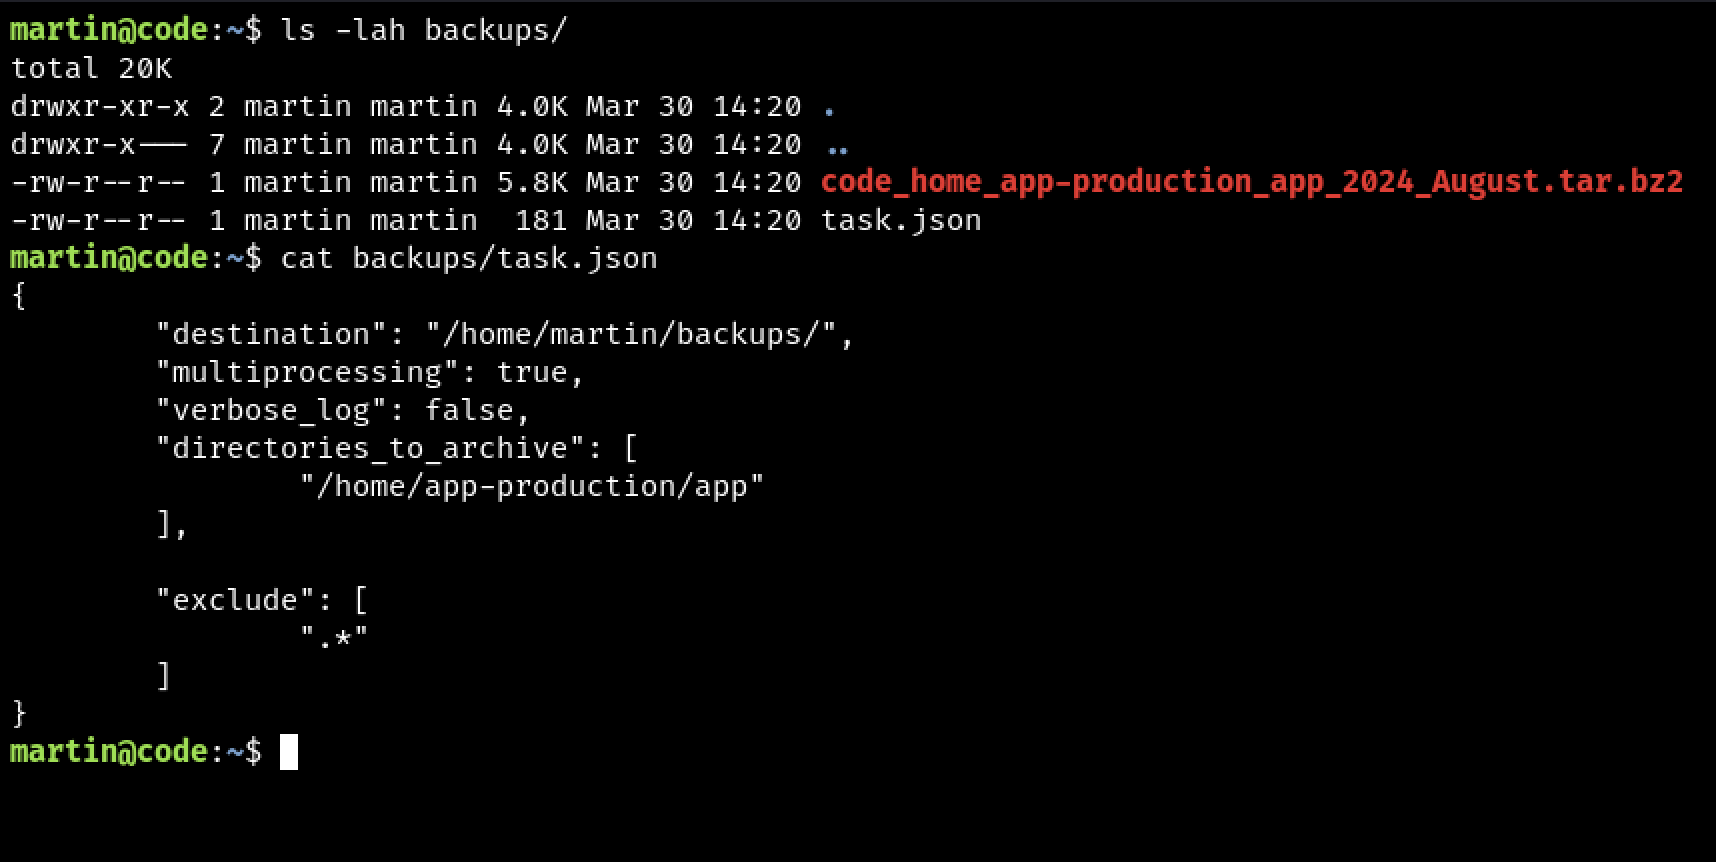 martin@code:~$ ls -lah backups/
total 20K
drwxr-xr-x 2 martin martin 4.0K Mar 30 14:20 .
drwxr-x--- 7 martin martin 4.0K Mar 30 14:20 ..
-rw-r--r-- 1 martin martin 5.8K Mar 30 14:20 code_home_app-production_app_2024_August.tar.bz2
-rw-r--r-- 1 martin martin  181 Mar 30 14:20 task.json
martin@code:~$ cat backups/task.json
{
        "destination": "/home/martin/backups/",
        "multiprocessing": true,
        "verbose_log": false,
        "directories_to_archive": [
                "/home/app-production/app"
        ],

        "exclude": [
                ".*"
        ]
}
martin@code:~$